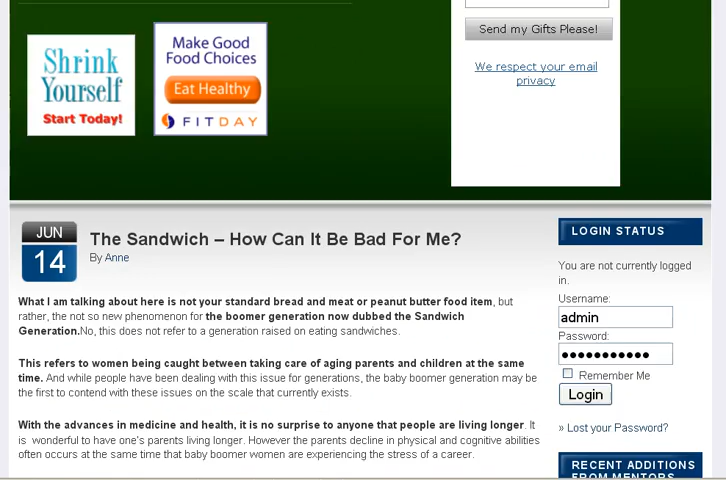 Send my Gifts Please!
We respect your email
privacy
Shrink
Yourself
Start Today!
Make Good
Food Choices
Eat Healthy
FITDAY
JUN
14
The Sandwich – How Can It Be Bad For Me?
By Anne
What I am talking about here is not your standard bread and meat or peanut butter food item, but
rather, the not so new phenomenon for the boomer generation now dubbed the Sandwich
Generation.No, this does not refer to a generation raised on eating sandwiches.
This refers to women being caught between taking care of aging parents and children at the same
time. And while people have been dealing with this issue for generations, the baby boomer generation may be
the first to contend with these issues on the scale that currently exists.
With the advances in medicine and health, it is no surprise to anyone that people are living longer. It
is wonderful to have one's parents living longer. However the parents decline in physical and cognitive abilities
often occurs at the same time that baby boomer women are experiencing the stress of a career.
LOGIN STATUS
You are not currently logged
in.
Username:
admin
Password:
●●●●●●●●●●●
Remember Me
Login
» Lost your Password?
RECENT ADDITIONS
FROM MENTORS